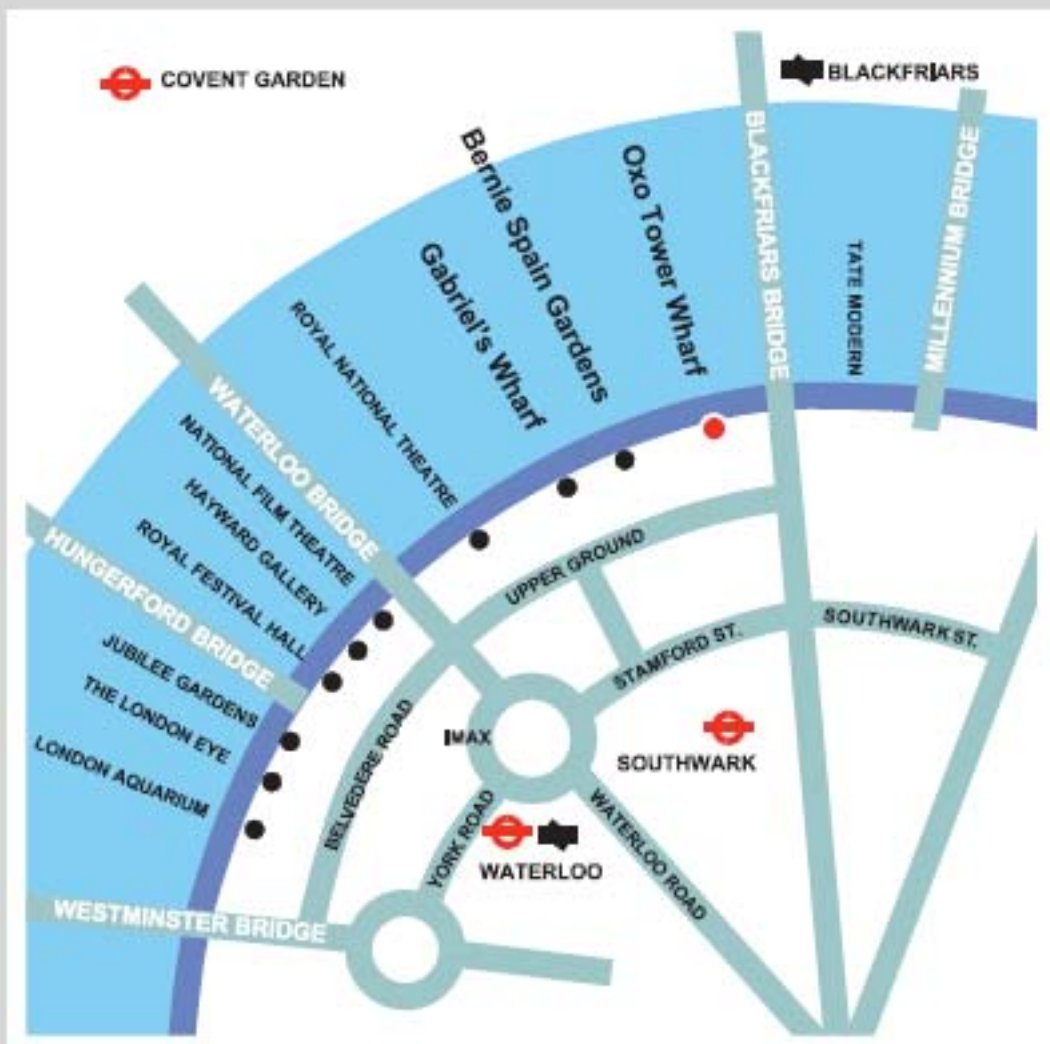 COVENT GARDEN
BLACKFRIARS
BLACKFRIARS BRIDGE
MILLENNIUM BRIDGE
Bernie Spain Gardens
Oxo Tower Wharf
Gabriel's Wharf
TATE MODERN
ROYAL NATIONAL THEATRE
WATERLOO BRIDGE
NATIONAL FILM THEATRE
HAYWARD GALLERY
ROYAL FESTIVAL HALL
HUNGERFORD BRIDGE
JUBILEE GARDENS
THE LONDON EYE
LONDON AQUARIUM
UPPER GROUND
STAMFORD ST.
SOUTHWARK ST.
BELVEDERE ROAD
IMAX
SOUTHWARK
YORK ROAD
WATERLOO
WATERLOO ROAD
WESTMINSTER BRIDGE